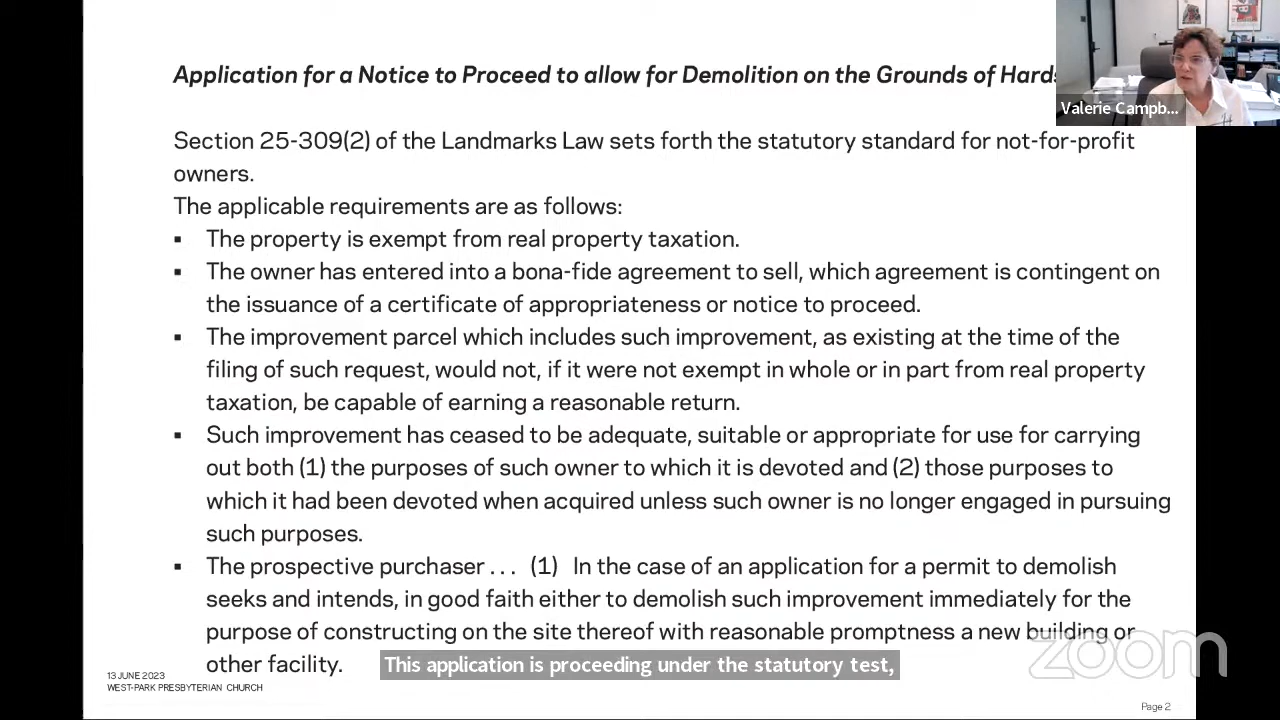 Application for a Notice to Proceed to allow for Demolition on the Grounds of Hards
Valerie Campb...
Section 25-309(2) of the Landmarks Law sets forth the statutory standard for not-for-profit
owners.
The applicable requirements are as follows:
▪ The property is exempt from real property taxation.
▪ The owner has entered into a bona-fide agreement to sell, which agreement is contingent on
the issuance of a certificate of appropriateness or notice to proceed.
▪ The improvement parcel which includes such improvement, as existing at the time of the
filing of such request, would not, if it were not exempt in whole or in part from real property
taxation, be capable of earning a reasonable return.
▪ Such improvement has ceased to be adequate, suitable or appropriate for use for carrying
out both (1) the purposes of such owner to which it is devoted and (2) those purposes to
which it had been devoted when acquired unless such owner is no longer engaged in pursuing
such purposes.
▪ The prospective purchaser . . . (1) In the case of an application for a permit to demolish
seeks and intends, in good faith either to demolish such improvement immediately for the
purpose of constructing on the site thereof with reasonable promptness a new building or
other facility.
This application is proceeding under the statutory test,
zoom
13 JUNE 2023
WEST-PARK PRESBYTERIAN CHURCH
Page 2